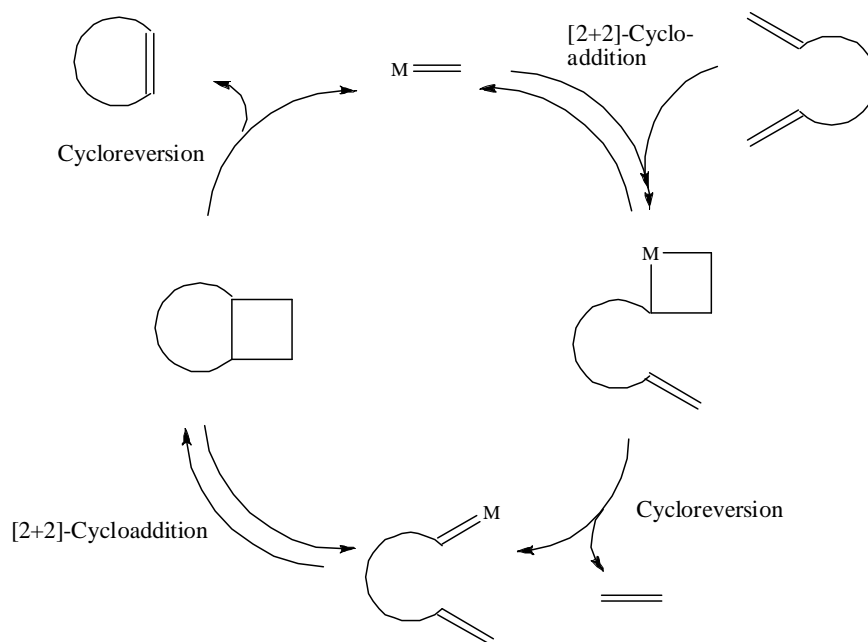 [2+2]-Cyclo-
addition
M
Cycloreversion
M
M
Cycloreversion
[2+2]-Cycloaddition